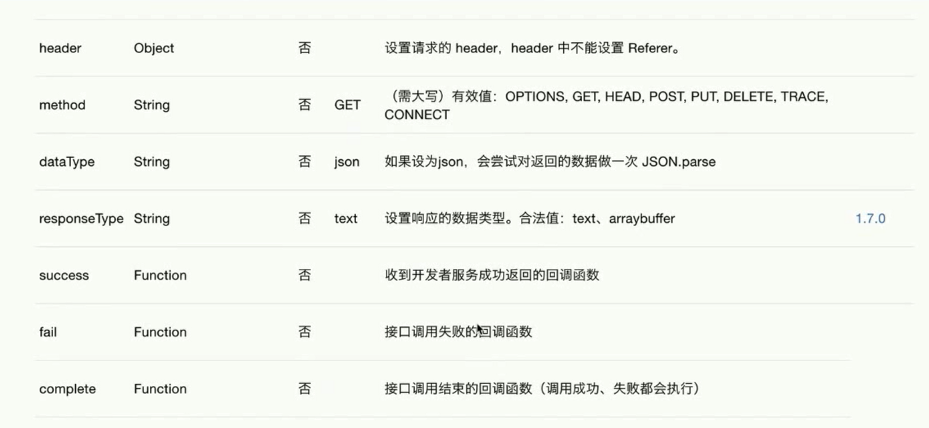 header Object 否 设置请求的 header，header 中不能设置 Referer。
method String 否 GET （需大写）有效值：OPTIONS, GET, HEAD, POST, PUT, DELETE, TRACE,
CONNECT
dataType String 否 json 如果设为json，会尝试对返回的数据做一次 JSON.parse
responseType String 否 text 设置响应的数据类型。合法值：text、arraybuffer 1.7.0
success Function 否 收到开发者服务成功返回的回调函数
fail Function 否 接口调用失败的回调函数
complete Function 否 接口调用结束的回调函数（调用成功、失败都会执行）